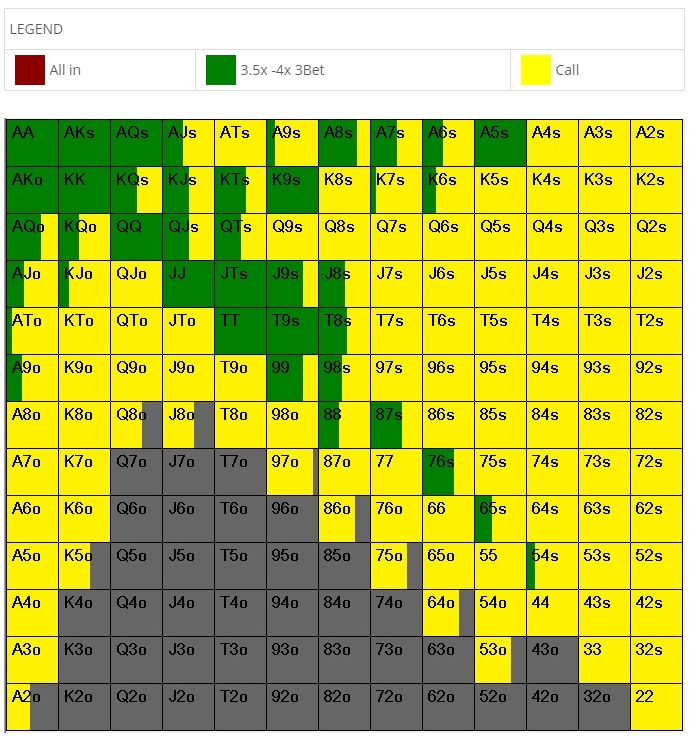 LEGEND
All in 3.5x -4x 3Bet Call
AA AKs AQs AJs ATs A9s A8s A7s A6s A5s A4s A3s A2s
AKo KK KQs KJs KTs K9s K8s K7s K6s K5s K4s K3s K2s
AQo KQo QQ QJs QTs Q9s Q8s Q7s Q6s Q5s Q4s Q3s Q2s
AJo KJo QJo JJ JTs J9s J8s J7s J6s J5s J4s J3s J2s
ATo KTo QTo JTo TT T9s T8s T7s T6s T5s T4s T3s T2s
A9o K9o Q9o J9o T9o 99 98s 97s 96s 95s 94s 93s 92s
A8o K8o Q8o J8o T8o 98o 88 87s 86s 85s 84s 83s 82s
A7o K7o Q7o J7o T7o 97o 87o 77 76s 75s 74s 73s 72s
A6o K6o Q6o J6o T6o 96o 86o 76o 66 65s 64s 63s 62s
A5o K5o Q5o J5o T5o 95o 85o 75o 65o 55 54s 53s 52s
A4o K4o Q4o J4o T4o 94o 84o 74o 64o 54o 44 43s 42s
A3o K3o Q3o J3o T3o 93o 83o 73o 63o 53o 43o 33 32s
A2o K2o Q2o J2o T2o 92o 82o 72o 62o 52o 42o 32o 22